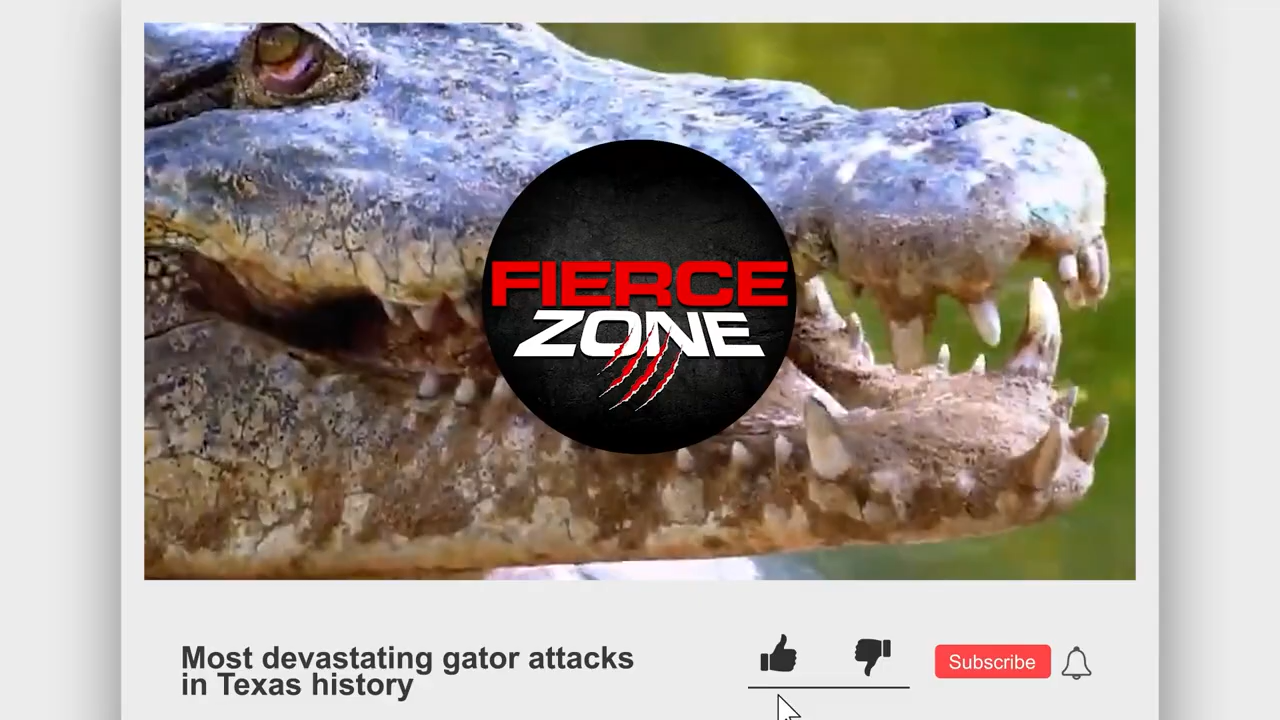 FIERCE
ZONE
Most devastating gator attacks
in Texas history
Subscribe